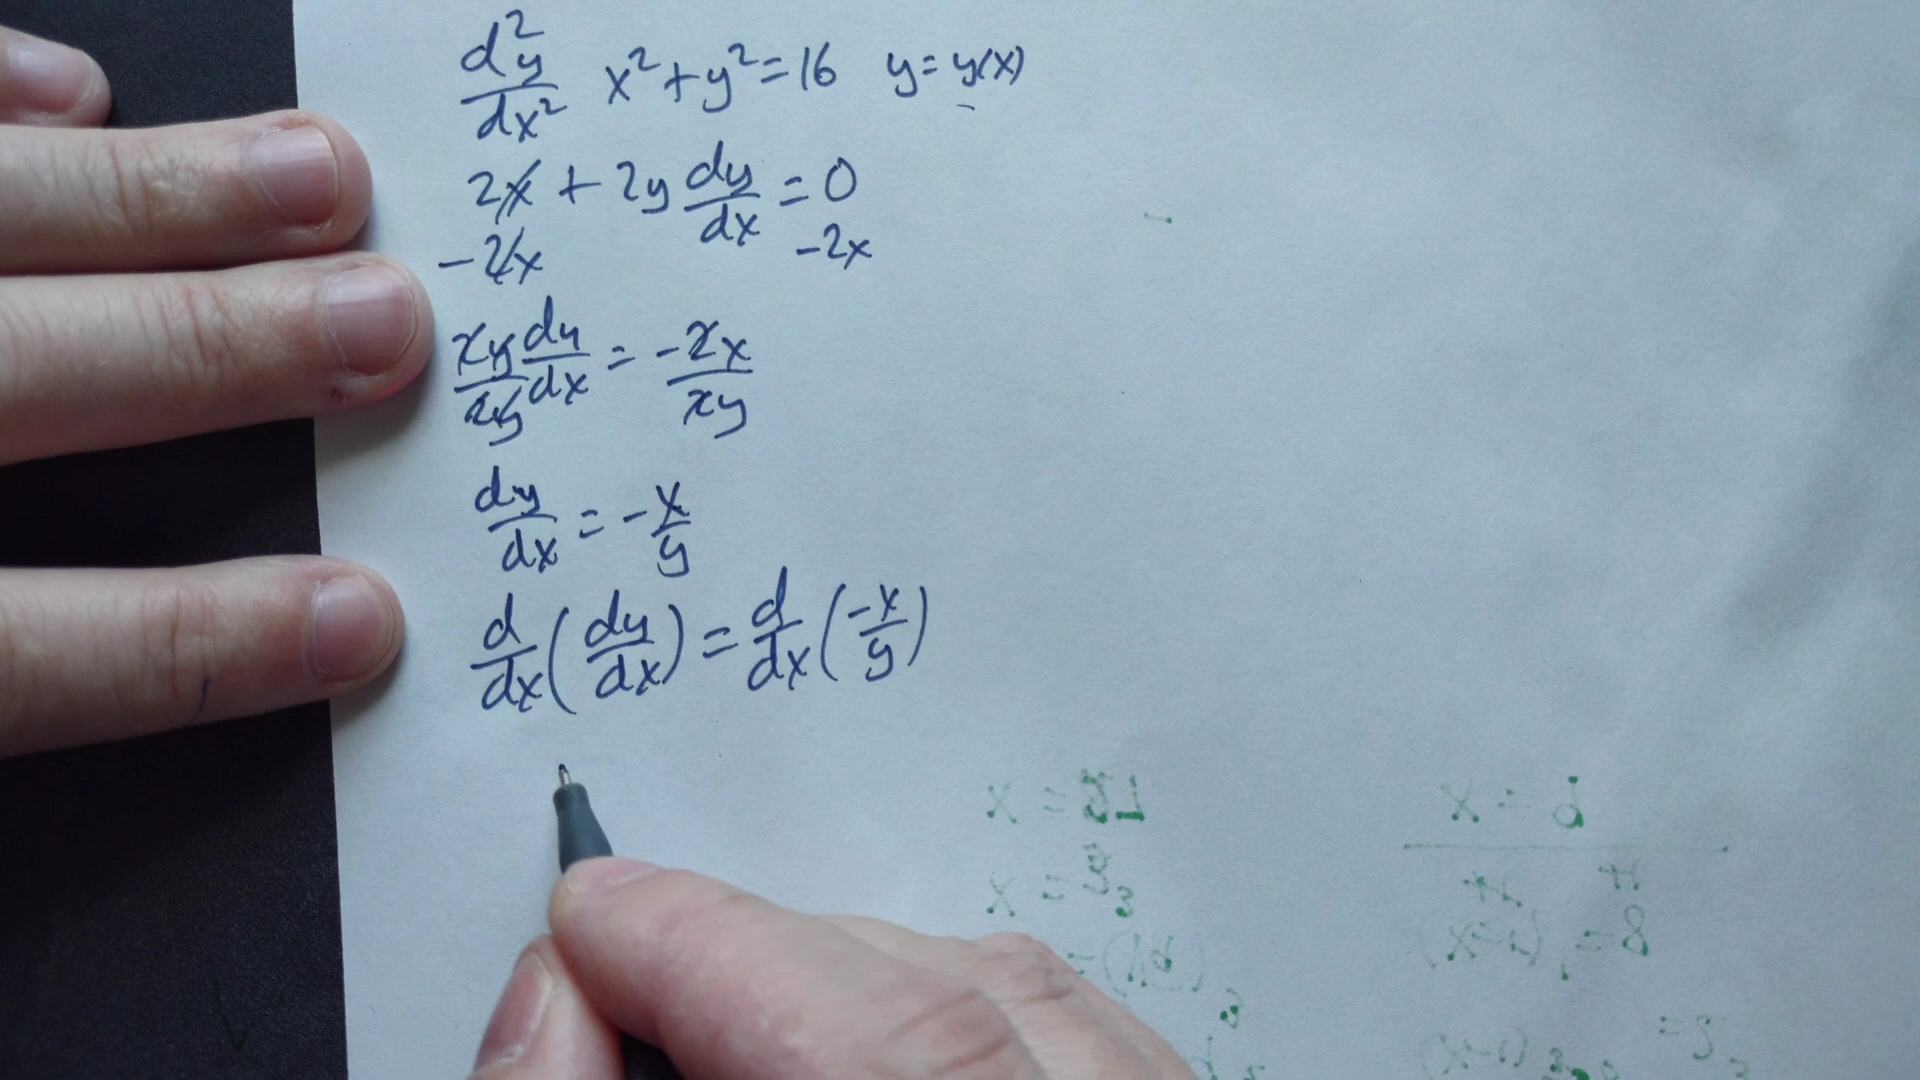 d²y/dx² x²+y²=16 y=y(x)
2x + 2y dy/dx = 0
-2x -2x
2y/2y dy/dx = -2x/2y
dy/dx = -x/y
d/dx(dy/dx) = d/dx(-x/y)